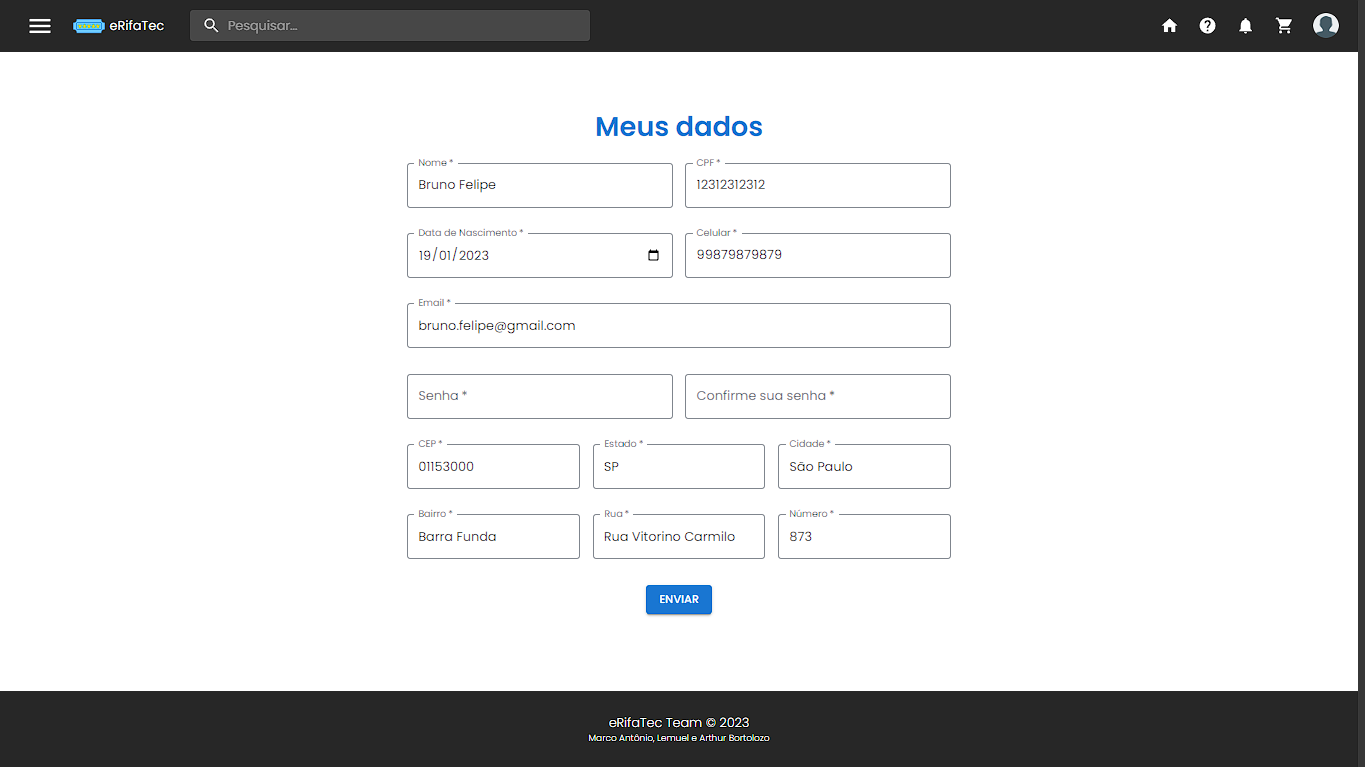 eRifaTec Pesquisar...
Meus dados
Nome * CPF *
Bruno Felipe 12312312312
Data de Nascimento * Celular *
19/01/2023 99879879879
Email *
bruno.felipe@gmail.com
Senha * Confirme sua senha *
CEP * Estado * Cidade *
01153000 SP São Paulo
Bairro * Rua * Número *
Barra Funda Rua Vitorino Carmilo 873
ENVIAR
eRifaTec Team © 2023
Marco Antônio, Lemuel e Arthur Bortolozo